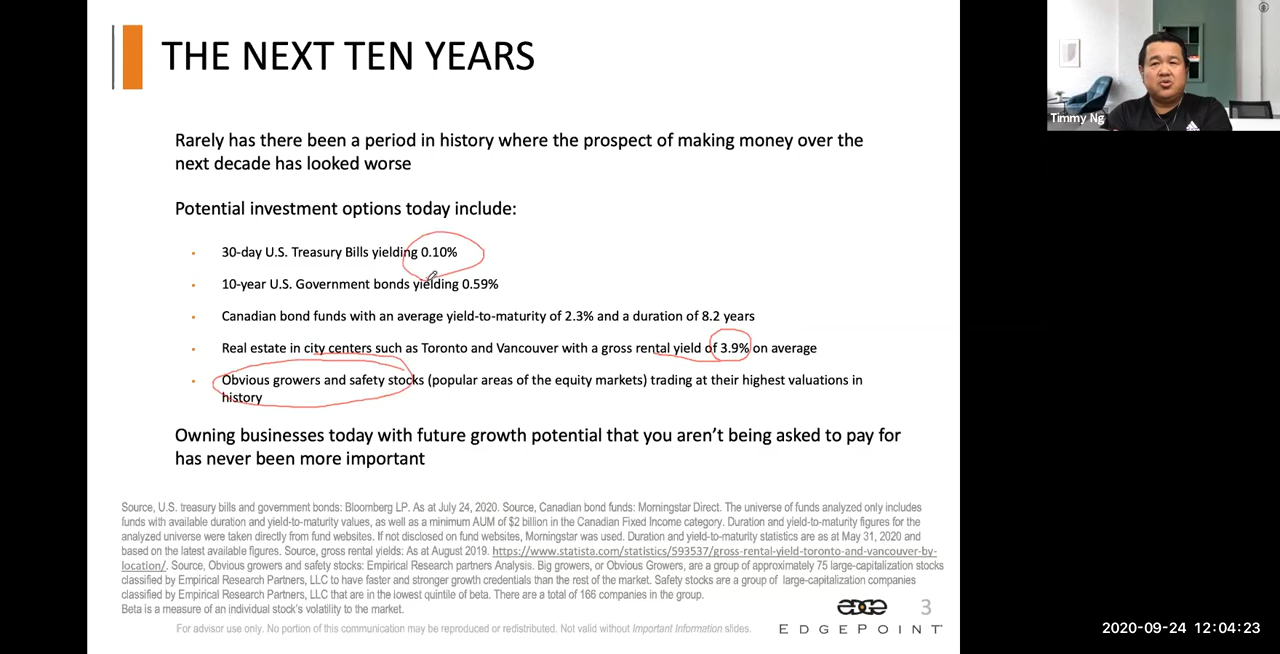 THE NEXT TEN YEARS
Rarely has there been a period in history where the prospect of making money over the
next decade has looked worse
Potential investment options today include:
30-day U.S. Treasury Bills yielding 0.10%
10-year U.S. Government bonds yielding 0.59%
Canadian bond funds with an average yield-to-maturity of 2.3% and a duration of 8.2 years
Real estate in city centers such as Toronto and Vancouver with a gross rental yield of 3.9% on average
Obvious growers and safety stocks (popular areas of the equity markets) trading at their highest valuations in
history
Owning businesses today with future growth potential that you aren't being asked to pay for
has never been more important
Source, U.S. treasury bills and government bonds: Bloomberg LP. As at July 24, 2020. Source, Canadian bond funds: Morningstar Direct. The universe of funds analyzed only includes
funds with available duration and yield-to-maturity values, as well as a minimum AUM of $2 billion in the Canadian Fixed Income category. Duration and yield-to-maturity figures for the
analyzed universe were taken directly from fund websites. If not disclosed on fund websites, Morningstar was used. Duration and yield-to-maturity statistics are as at May 31, 2020 and
based on the latest available figures. Source, gross rental yields: As at August 2019. https://www.statista.com/statistics/593537/gross-rental-yield-toronto-and-vancouver-by-
location/. Source, Obvious growers and safety stocks: Empirical Research partners Analysis. Big growers, or Obvious Growers, are a group of approximately 75 large-capitalization stocks
classified by Empirical Research Partners, LLC to have faster and stronger growth credentials than the rest of the market. Safety stocks are a group of large-capitalization companies
classified by Empirical Research Partners, LLC that are in the lowest quintile of beta. There are a total of 166 companies in the group.
Beta is a measure of an individual stock's volatility to the market.
For advisor use only. No portion of this communication may be reproduced or redistributed. Not valid without Important Information slides.
edge
EDGEPOINT
3
Timmy Ng
2020-09-24 12:04:23